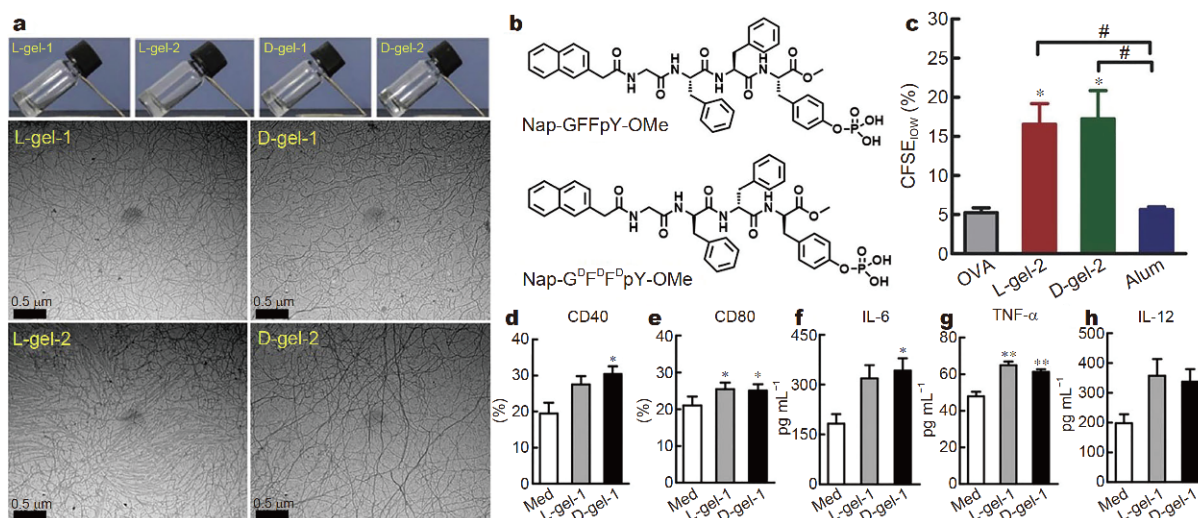 a
L-gel-1
L-gel-2
D-gel-1
D-gel-2
L-gel-1
D-gel-1
0.5 μm
0.5 μm
L-gel-2
D-gel-2
0.5 μm
0.5 μm
b
O
N
H
H
N
O
O
N
H
H
N
O
O
O
O
P
O
OH
OH
Nap-GFFpY-OMe
O
N
H
H
N
O
O
N
H
H
N
O
O
O
O
P
O
OH
OH
Nap-GᴰFᴰFᴰpY-OMe
c
CFSE_lOW (%)
30
25
20
15
10
5
0
#
#
*
*
OVA
L-gel-2
D-gel-2
Alum
d
CD40
(%)
40
30
20
10
0
*
Med
L-gel-1
D-gel-1
e
CD80
(%)
40
30
20
10
0
*
*
Med
L-gel-1
D-gel-1
f
IL-6
pg mL⁻¹
450
300
150
0
*
Med
L-gel-1
D-gel-1
g
TNF-α
pg mL⁻¹
80
60
40
20
0
**
**
Med
L-gel-1
D-gel-1
h
IL-12
pg mL⁻¹
500
400
300
200
100
0
Med
L-gel-1
D-gel-1